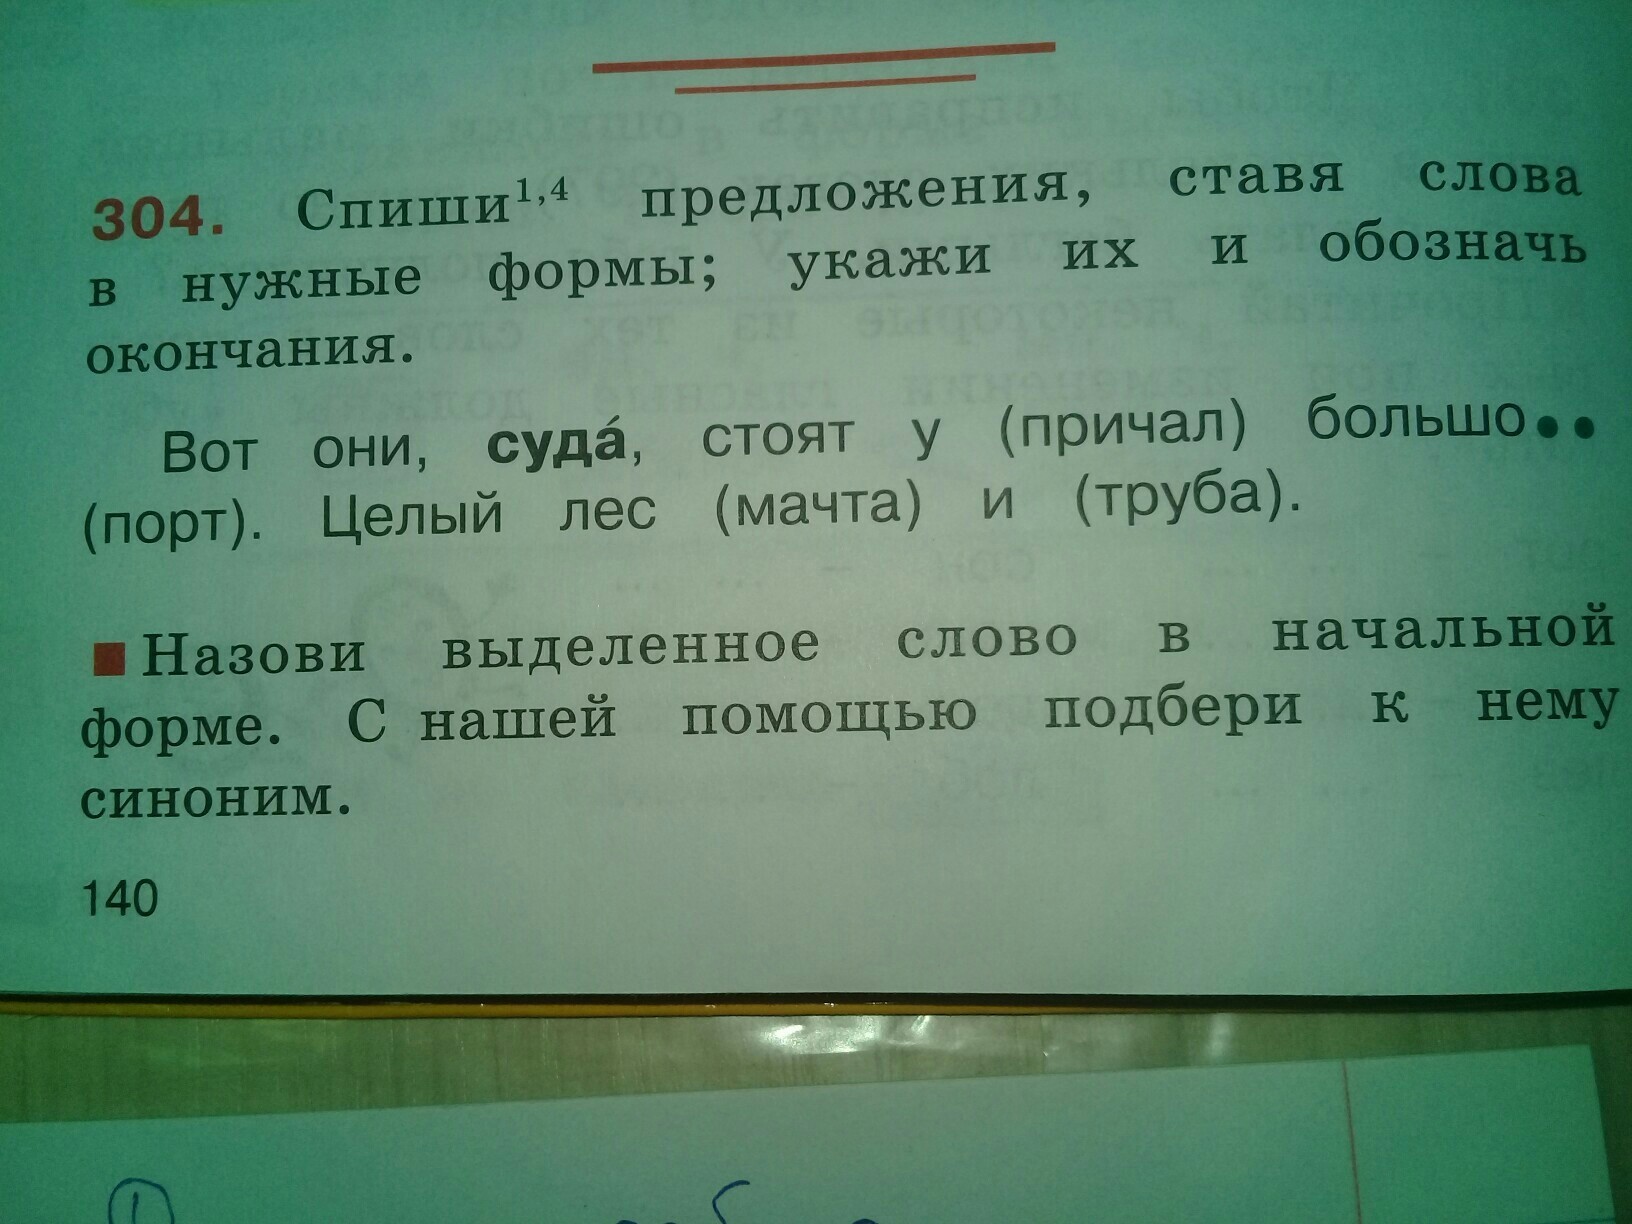 304. Спиши1,4 предложения, ставя слова
в нужные формы; укажи их и обозначь
окончания.
Вот они, суда́, стоят у (причал) большо••
(порт). Целый лес (мачта) и (труба).
■ Назови выделенное слово в начальной
форме. С нашей помощью подбери к нему
синоним.
140